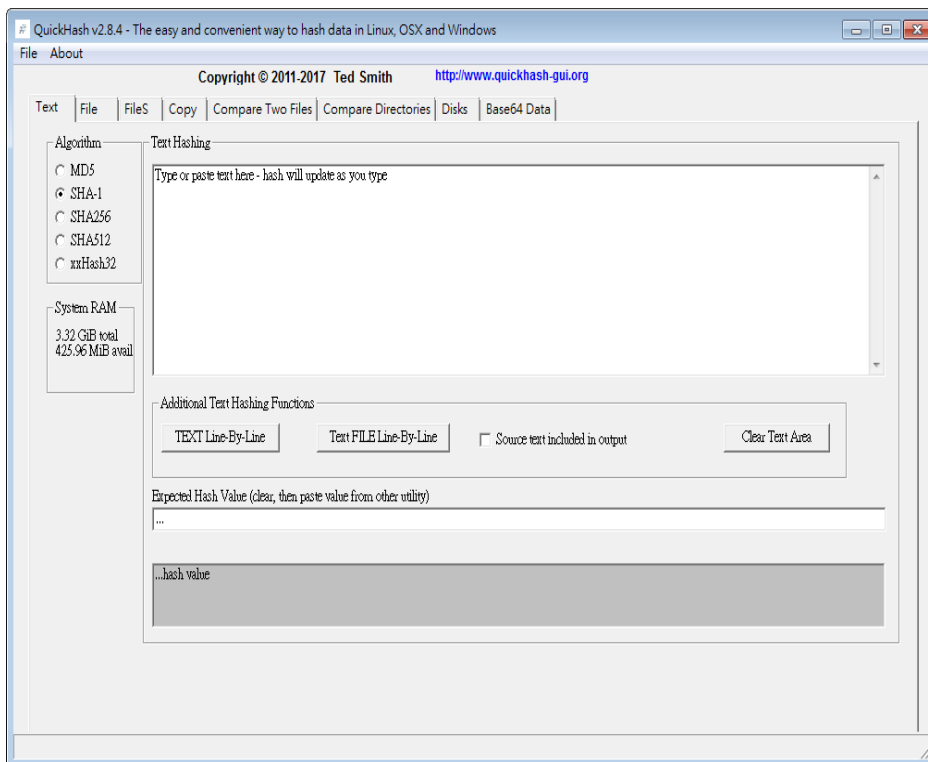 # QuickHash v2.8.4 - The easy and convenient way to hash data in Linux, OSX and Windows
File About
Copyright © 2011-2017 Ted Smith http://www.quickhash-gui.org
Text File FileS Copy Compare Two Files Compare Directories Disks Base64 Data
Algorithm
MD5
SHA-1
SHA256
SHA512
xxHash32
System RAM
3.32 GiB total
425.96 MiB avail
Text Hashing
Type or paste text here - hash will update as you type
Additional Text Hashing Functions
TEXT Line-By-Line Text FILE Line-By-Line Source text included in output Clear Text Area
Expected Hash Value (clear, then paste value from other utility)
...
...hash value